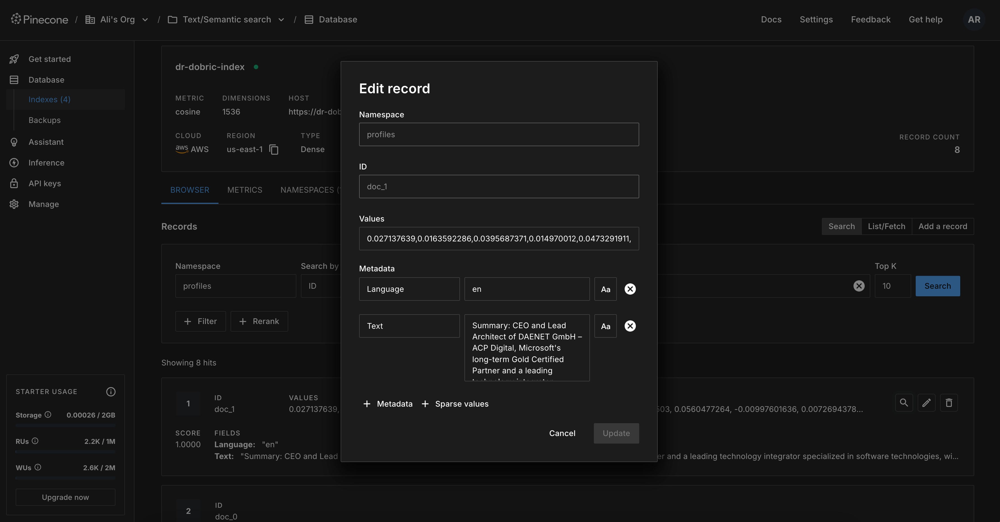 Pinecone / Ali's Org / Text/Semantic search / Database
Docs Settings Feedback Get help AR
Get started
Database
Indexes (4)
Backups
Assistant
Inference
API keys
Manage
STARTER USAGE
Storage 0.00026 / 2GB
RUs 2.2K / 1M
WUs 2.6K / 2M
Upgrade now
dr-dobric-index
METRIC DIMENSIONS HOST
cosine 1536 https://dr-dob
CLOUD REGION TYPE
aws AWS us-east-1 Dense
RECORD COUNT
8
BROWSER METRICS NAMESPACES (
Records
Search List/Fetch Add a record
Namespace Search by Top K
profiles ID 10 Search
Filter Rerank
Showing 8 hits
1 ID VALUES
doc_1 0.027137639, 503, 0.0560477264, -0.00997601636, 0.0072694378...
SCORE FIELDS
1.0000 Language: "en"
Text: "Summary: CEO and Lead er and a leading technology integrator specialized in software technologies, wi...
2 ID
doc_0
Edit record
Namespace
profiles
ID
doc_1
Values
0.027137639,0.0163592286,0.0395687371,0.014970012,0.0473291911,
Metadata
Language en Aa
Text Aa
Summary: CEO and Lead
Architect of DAENET GmbH –
ACP Digital, Microsoft's
long-term Gold Certified
Partner and a leading
+ Metadata + Sparse values
Cancel Update